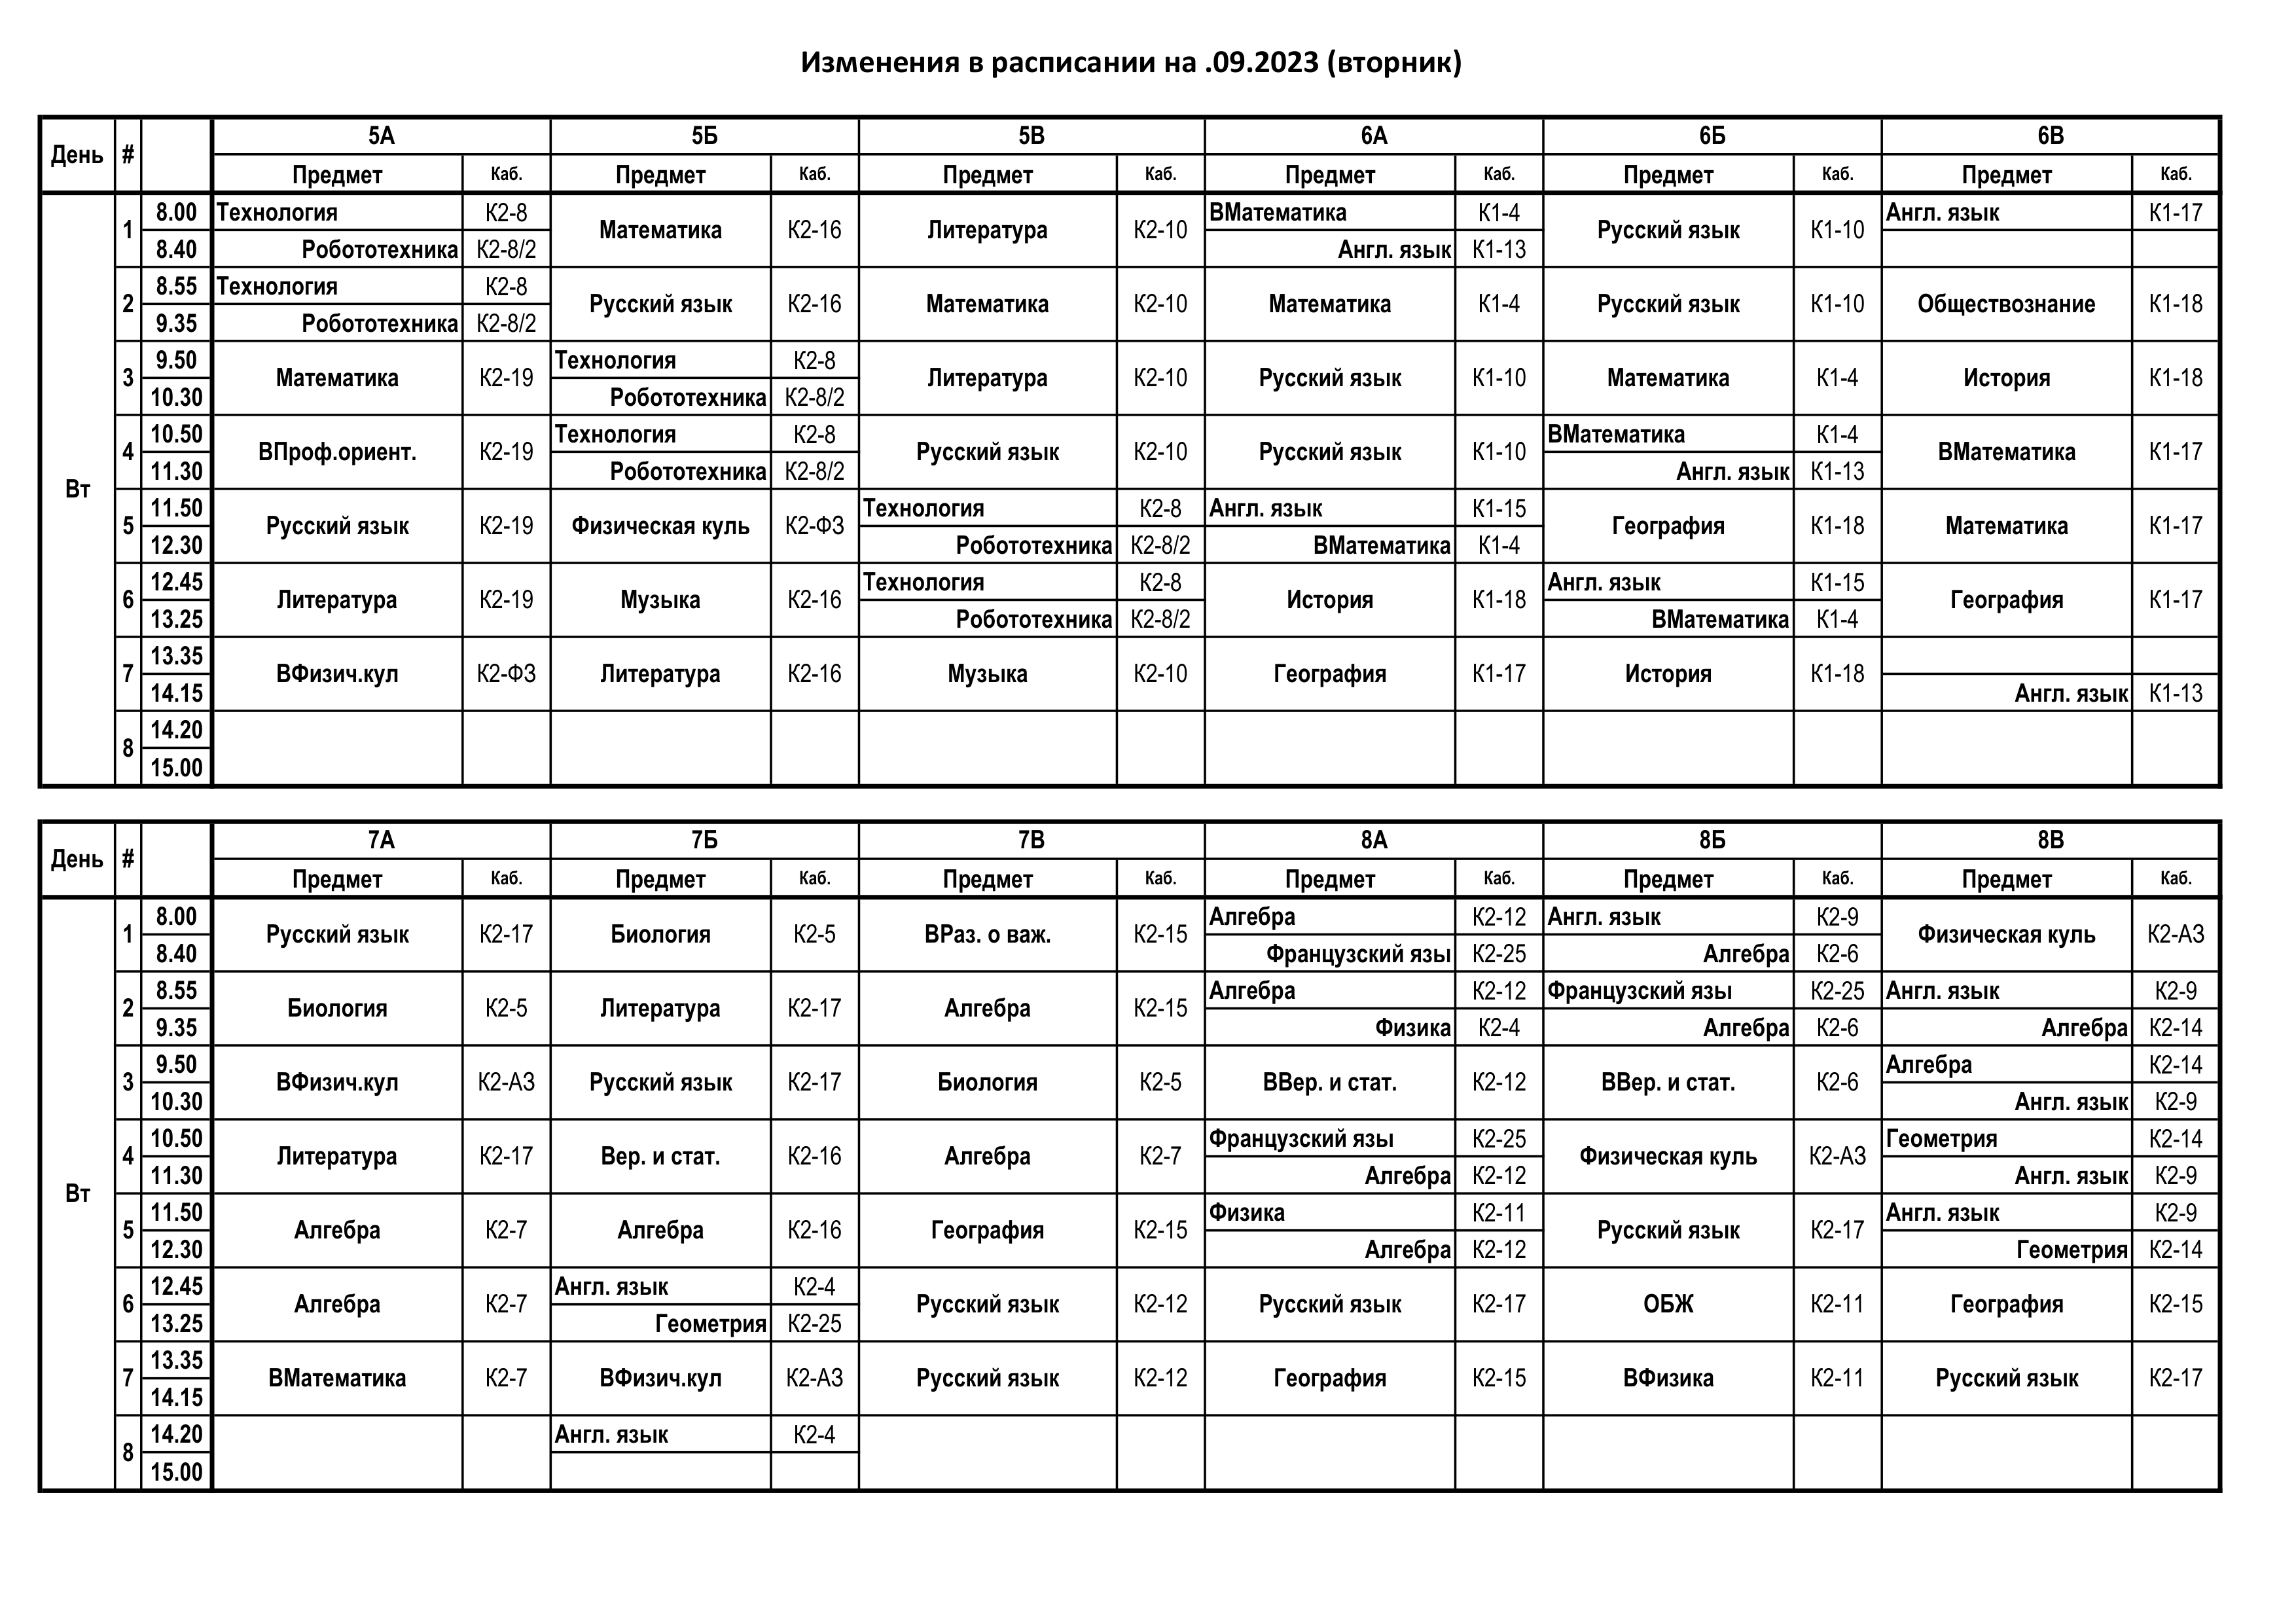 Изменения в расписании на .09.2023 (вторник)
День # 5А 5Б 5В 6А 6Б 6В
Предмет Каб. Предмет Каб. Предмет Каб. Предмет Каб. Предмет Каб. Предмет Каб.
Вт
1 8.00 Технология К2-8 Математика К2-16 Литература К2-10 ВМатематика К1-4 Русский язык К1-10 Англ. язык К1-17
8.40 Робототехника К2-8/2 Англ. язык К1-13
2 8.55 Технология К2-8 Русский язык К2-16 Математика К2-10 Математика К1-4 Русский язык К1-10 Обществознание К1-18
9.35 Робототехника К2-8/2
3 9.50 Математика К2-19 Технология К2-8 Литература К2-10 Русский язык К1-10 Математика К1-4 История К1-18
10.30 Робототехника К2-8/2
4 10.50 ВПроф.ориент. К2-19 Технология К2-8 Русский язык К2-10 Русский язык К1-10 ВМатематика К1-4 ВМатематика К1-17
11.30 Робототехника К2-8/2 Англ. язык К1-13
5 11.50 Русский язык К2-19 Физическая куль К2-ФЗ Технология К2-8 Англ. язык К1-15 География К1-18 Математика К1-17
12.30 Робототехника К2-8/2 ВМатематика К1-4
6 12.45 Литература К2-19 Музыка К2-16 Технология К2-8 История К1-18 Англ. язык К1-15 География К1-17
13.25 Робототехника К2-8/2 ВМатематика К1-4
7 13.35 ВФизич.кул К2-ФЗ Литература К2-16 Музыка К2-10 География К1-17 История К1-18
14.15 Англ. язык К1-13
8 14.20
15.00
День # 7А 7Б 7В 8А 8Б 8В
Предмет Каб. Предмет Каб. Предмет Каб. Предмет Каб. Предмет Каб. Предмет Каб.
Вт
1 8.00 Русский язык К2-17 Биология К2-5 ВРаз. о важ. К2-15 Алгебра К2-12 Англ. язык К2-9 Физическая куль К2-АЗ
8.40 Французский язы К2-25 Алгебра К2-6
2 8.55 Биология К2-5 Литература К2-17 Алгебра К2-15 Алгебра К2-12 Французский язы К2-25 Англ. язык К2-9
9.35 Физика К2-4 Алгебра К2-6 Алгебра К2-14
3 9.50 ВФизич.кул К2-АЗ Русский язык К2-17 Биология К2-5 ВВер. и стат. К2-12 ВВер. и стат. К2-6 Алгебра К2-14
10.30 Англ. язык К2-9
4 10.50 Литература К2-17 Вер. и стат. К2-16 Алгебра К2-7 Французский язы К2-25 Физическая куль К2-АЗ Геометрия К2-14
11.30 Алгебра К2-12 Англ. язык К2-9
5 11.50 Алгебра К2-7 Алгебра К2-16 География К2-15 Физика К2-11 Русский язык К2-17 Англ. язык К2-9
12.30 Алгебра К2-12 Геометрия К2-14
6 12.45 Алгебра К2-7 Англ. язык К2-4 Русский язык К2-12 Русский язык К2-17 ОБЖ К2-11 География К2-15
13.25 Геометрия К2-25
7 13.35 ВМатематика К2-7 ВФизич.кул К2-АЗ Русский язык К2-12 География К2-15 ВФизика К2-11 Русский язык К2-17
14.15
8 14.20 Англ. язык К2-4
15.00